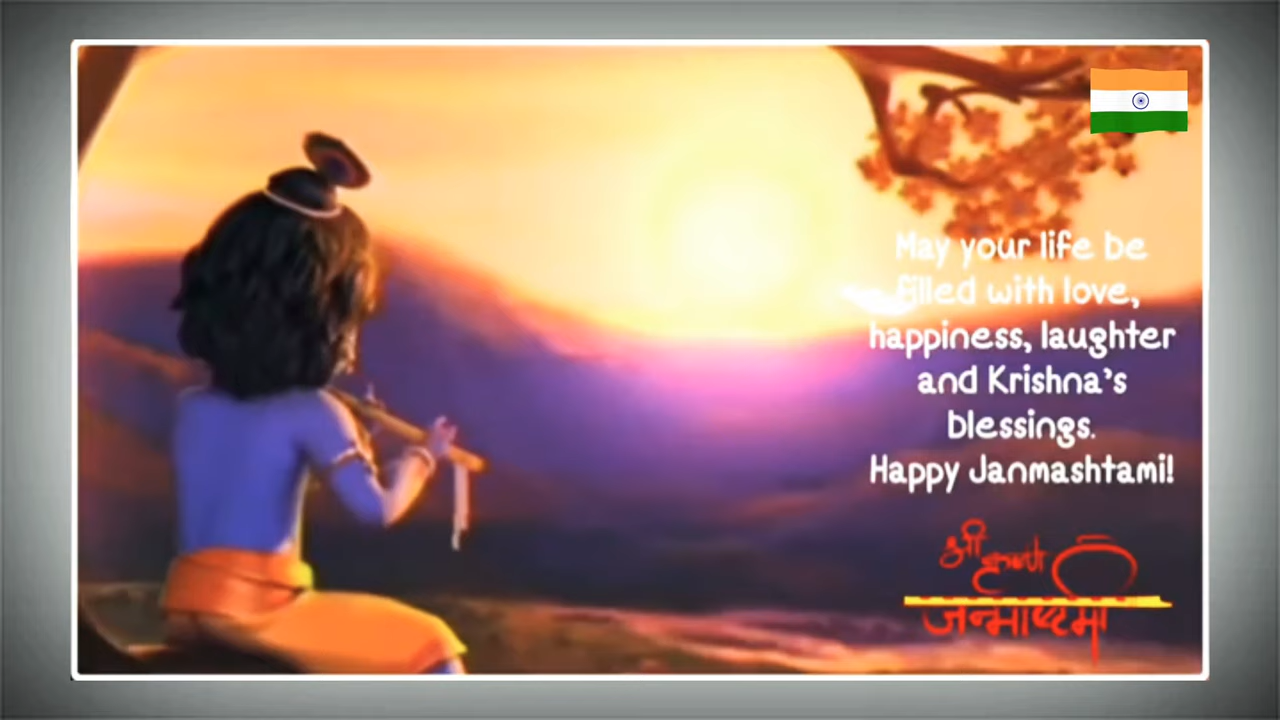 May your life be
filled with love,
happiness, laughter
and Krishna's
blessings.
Happy Janmashtami!
श्री
कृष्ण
जन्माष्टमी